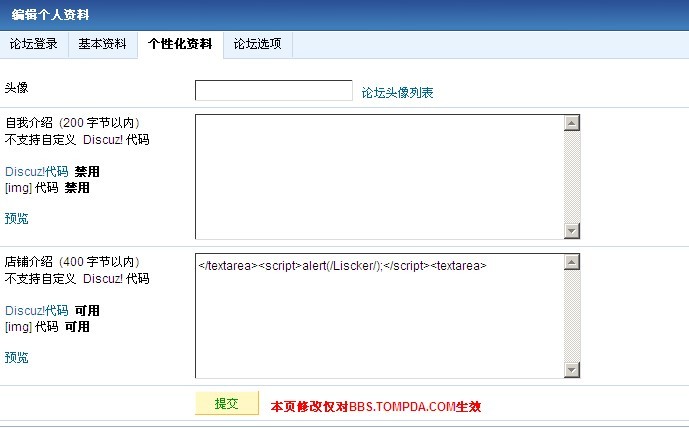 编辑个人资料
论坛登录 基本资料 个性化资料 论坛选项
头像 论坛头像列表
自我介绍 (200 字节以内)
不支持自定义 Discuz! 代码
Discuz!代码 禁用
[img] 代码 禁用
预览
店铺介绍 (400 字节以内)
不支持自定义 Discuz! 代码
Discuz!代码 可用
[img] 代码 可用
预览
</textarea><script>alert(/Liscker/);</script><textarea>
提交 本页修改仅对BBS.TOMPDA.COM生效